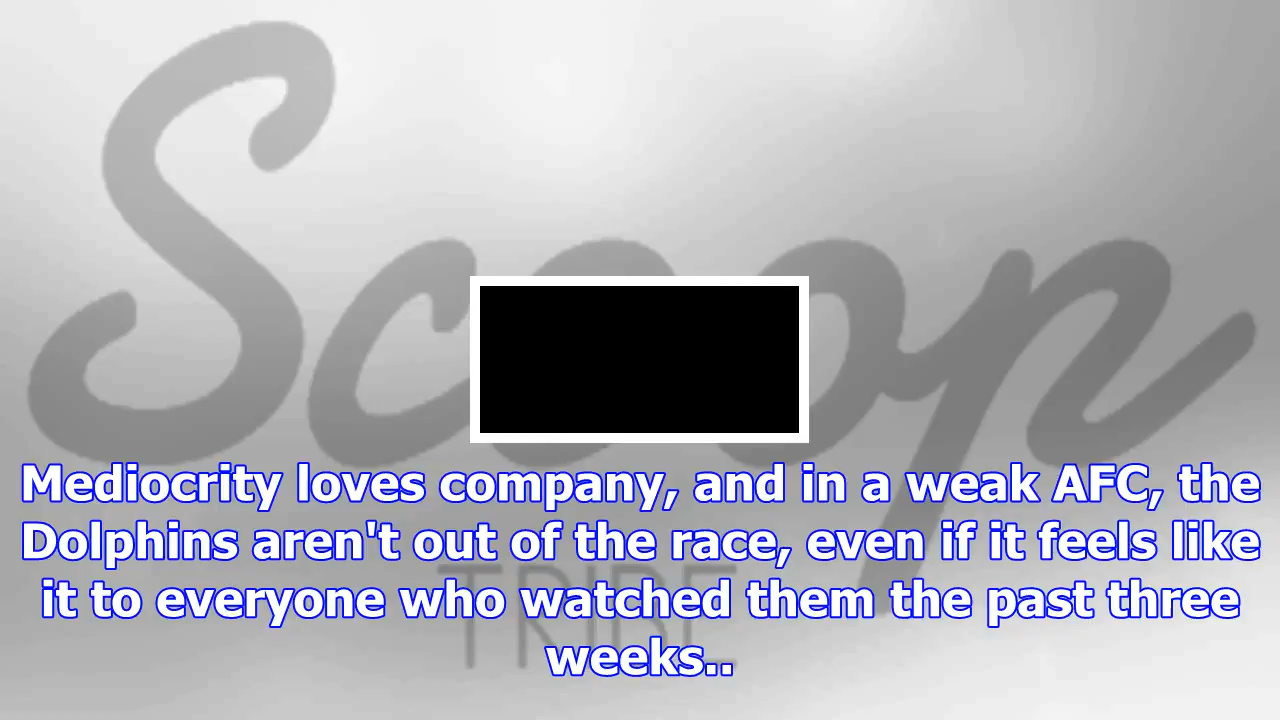 Scoop
TRIBE
Mediocrity loves company, and in a weak AFC, the
Dolphins aren't out of the race, even if it feels like
it to everyone who watched them the past three
weeks..